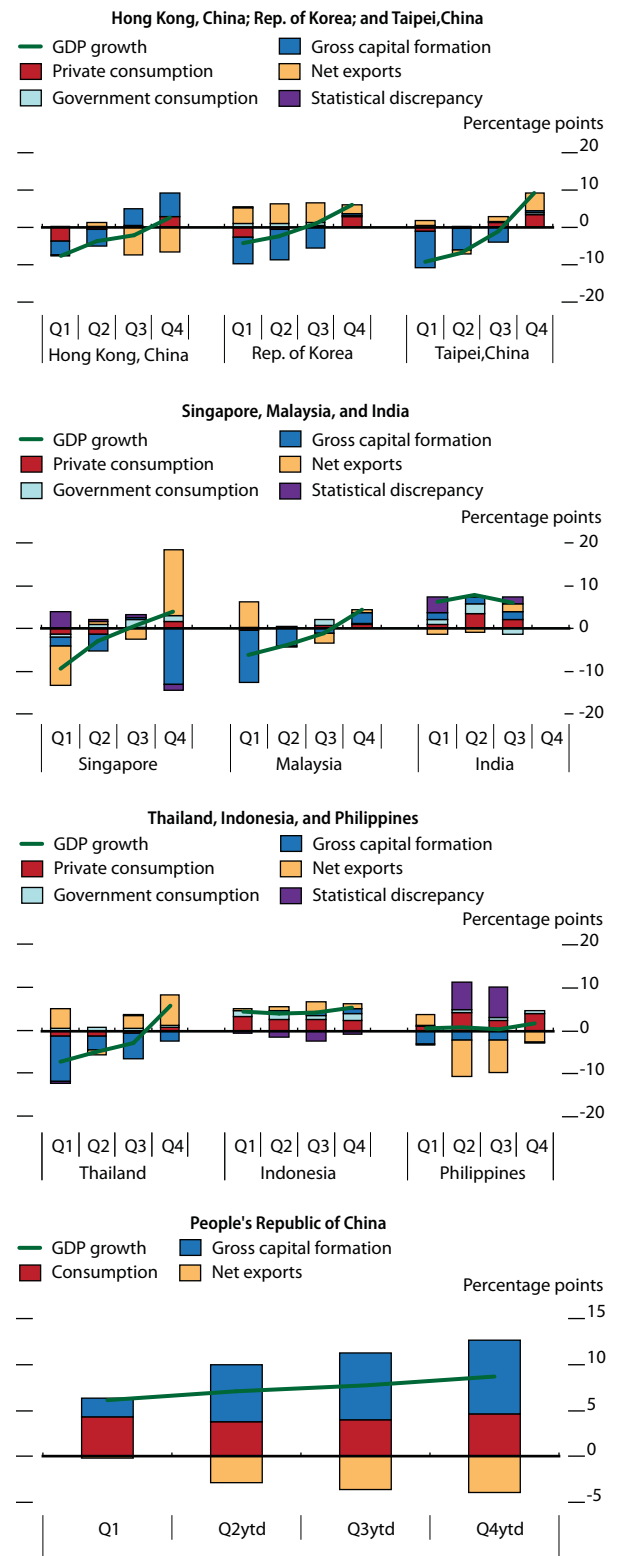 Hong Kong, China; Rep. of Korea; and Taipei,China
GDP growth Gross capital formation
Private consumption Net exports
Government consumption Statistical discrepancy
Percentage points
20
10
0
-10
-20
Q1 Q2 Q3 Q4 Q1 Q2 Q3 Q4 Q1 Q2 Q3 Q4
Hong Kong, China Rep. of Korea Taipei,China
Singapore, Malaysia, and India
GDP growth Gross capital formation
Private consumption Net exports
Government consumption Statistical discrepancy
Percentage points
20
10
0
-10
-20
Q1 Q2 Q3 Q4 Q1 Q2 Q3 Q4 Q1 Q2 Q3 Q4
Singapore Malaysia India
Thailand, Indonesia, and Philippines
GDP growth Gross capital formation
Private consumption Net exports
Government consumption Statistical discrepancy
Percentage points
20
10
0
-10
-20
Q1 Q2 Q3 Q4 Q1 Q2 Q3 Q4 Q1 Q2 Q3 Q4
Thailand Indonesia Philippines
People's Republic of China
GDP growth Gross capital formation
Consumption Net exports
Percentage points
15
10
5
0
-5
Q1 Q2ytd Q3ytd Q4ytd